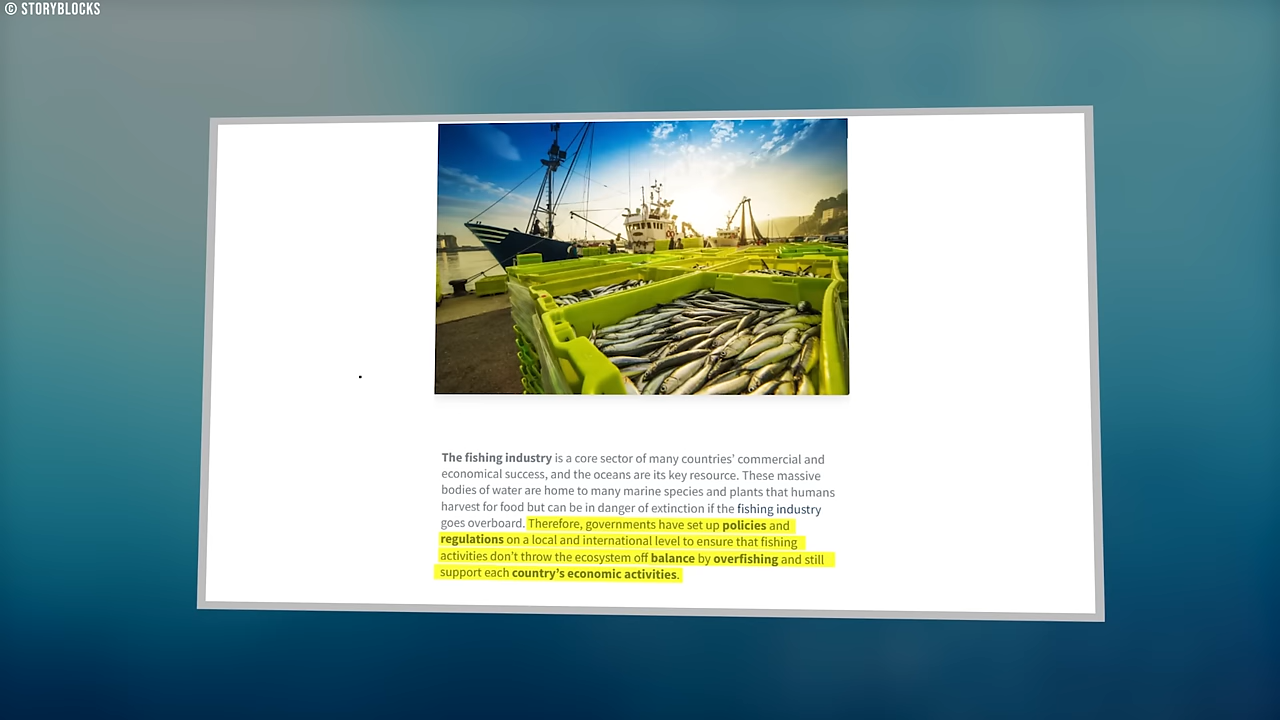 © STORYBLOCKS
The fishing industry is a core sector of many countries' commercial and
economical success, and the oceans are its key resource. These massive
bodies of water are home to many marine species and plants that humans
harvest for food but can be in danger of extinction if the fishing industry
goes overboard. Therefore, governments have set up policies and
regulations on a local and international level to ensure that fishing
activities don't throw the ecosystem off balance by overfishing and still
support each country's economic activities.